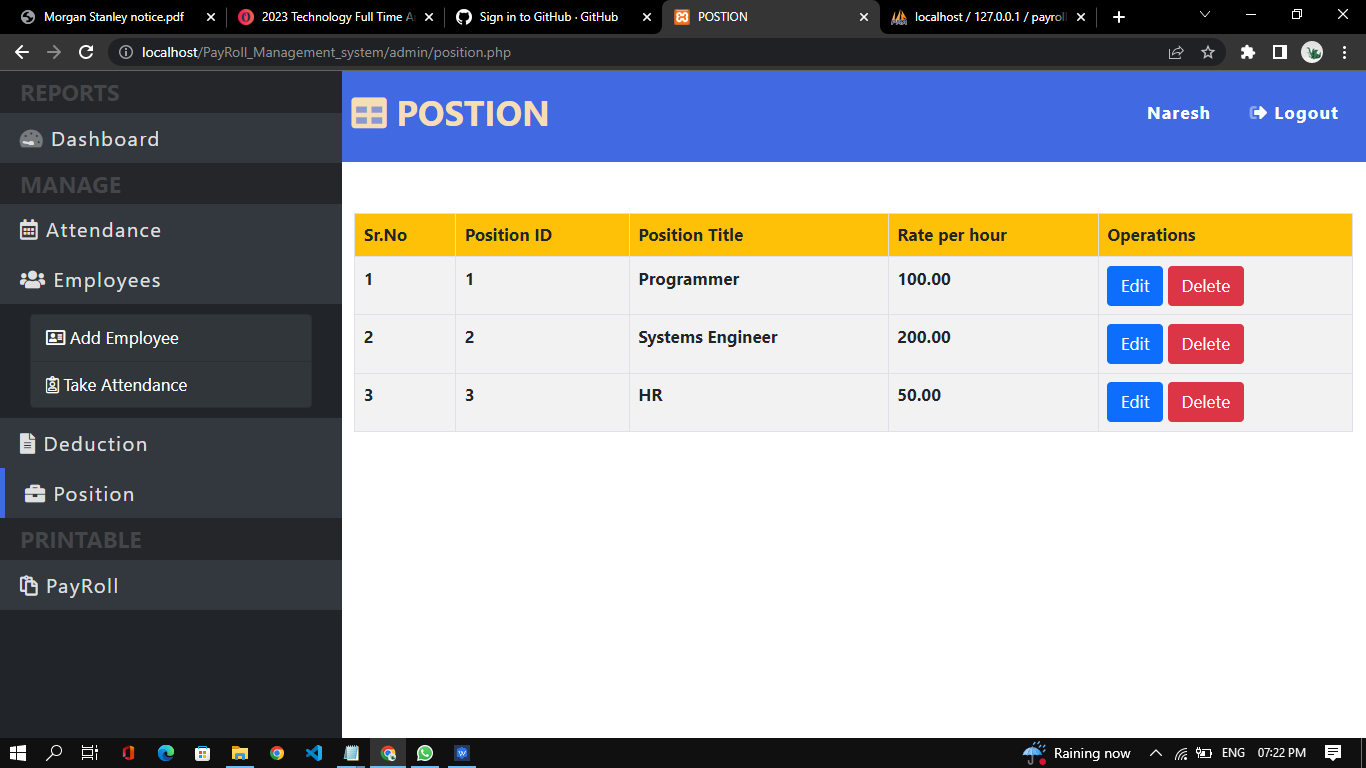 Morgan Stanley notice.pdf
2023 Technology Full Time A
Sign in to GitHub · GitHub
POSTION
localhost / 127.0.0.1 / payroll
localhost/PayRoll_Management_system/admin/position.php
REPORTS
Dashboard
MANAGE
Attendance
Employees
Add Employee
Take Attendance
Deduction
Position
PRINTABLE
PayRoll
POSTION
Naresh
Logout
Sr.No Position ID Position Title Rate per hour Operations
1 1 Programmer 100.00 Edit Delete
2 2 Systems Engineer 200.00 Edit Delete
3 3 HR 50.00 Edit Delete
Raining now
ENG
07:22 PM